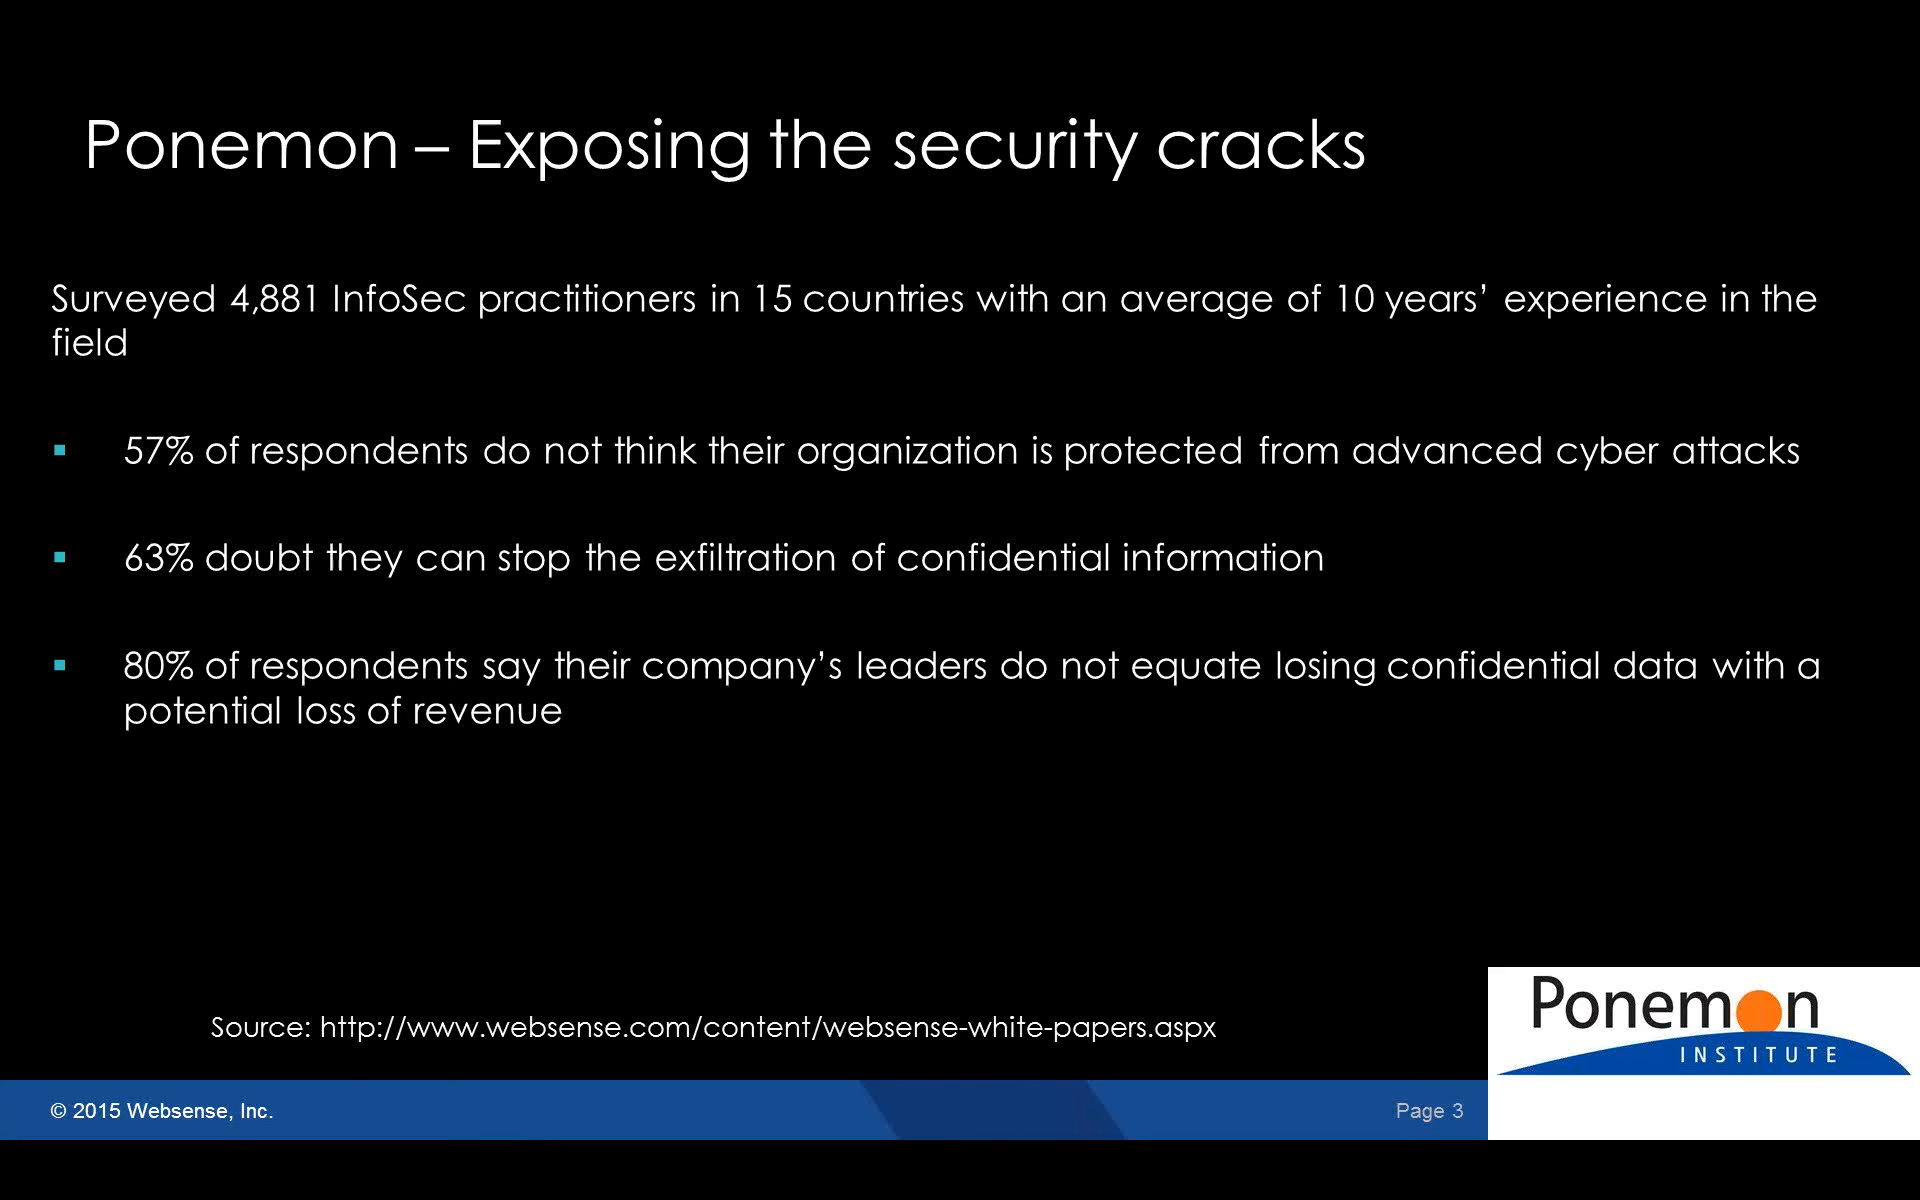 Ponemon – Exposing the security cracks
Surveyed 4,881 InfoSec practitioners in 15 countries with an average of 10 years’ experience in the
field
▪ 57% of respondents do not think their organization is protected from advanced cyber attacks
▪ 63% doubt they can stop the exfiltration of confidential information
▪ 80% of respondents say their company’s leaders do not equate losing confidential data with a
potential loss of revenue
Source: http://www.websense.com/content/websense-white-papers.aspx
Ponemon
INSTITUTE
© 2015 Websense, Inc.
Page 3